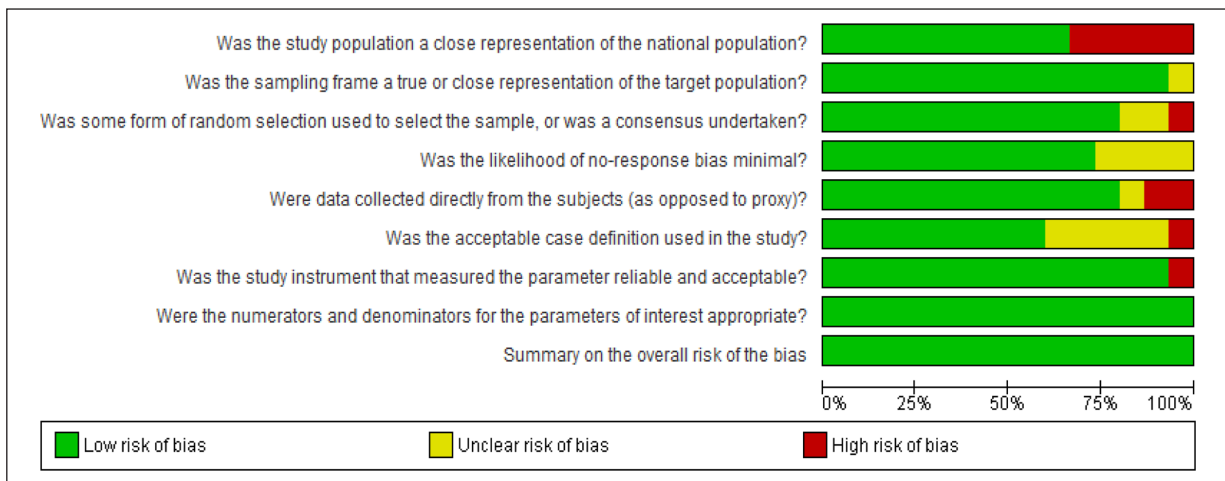 Was the study population a close representation of the national population?
Was the sampling frame a true or close representation of the target population?
Was some form of random selection used to select the sample, or was a consensus undertaken?
Was the likelihood of no-response bias minimal?
Were data collected directly from the subjects (as opposed to proxy)?
Was the acceptable case definition used in the study?
Was the study instrument that measured the parameter reliable and acceptable?
Were the numerators and denominators for the parameters of interest appropriate?
Summary on the overall risk of the bias
0% 25% 50% 75% 100%
Low risk of bias Unclear risk of bias High risk of bias